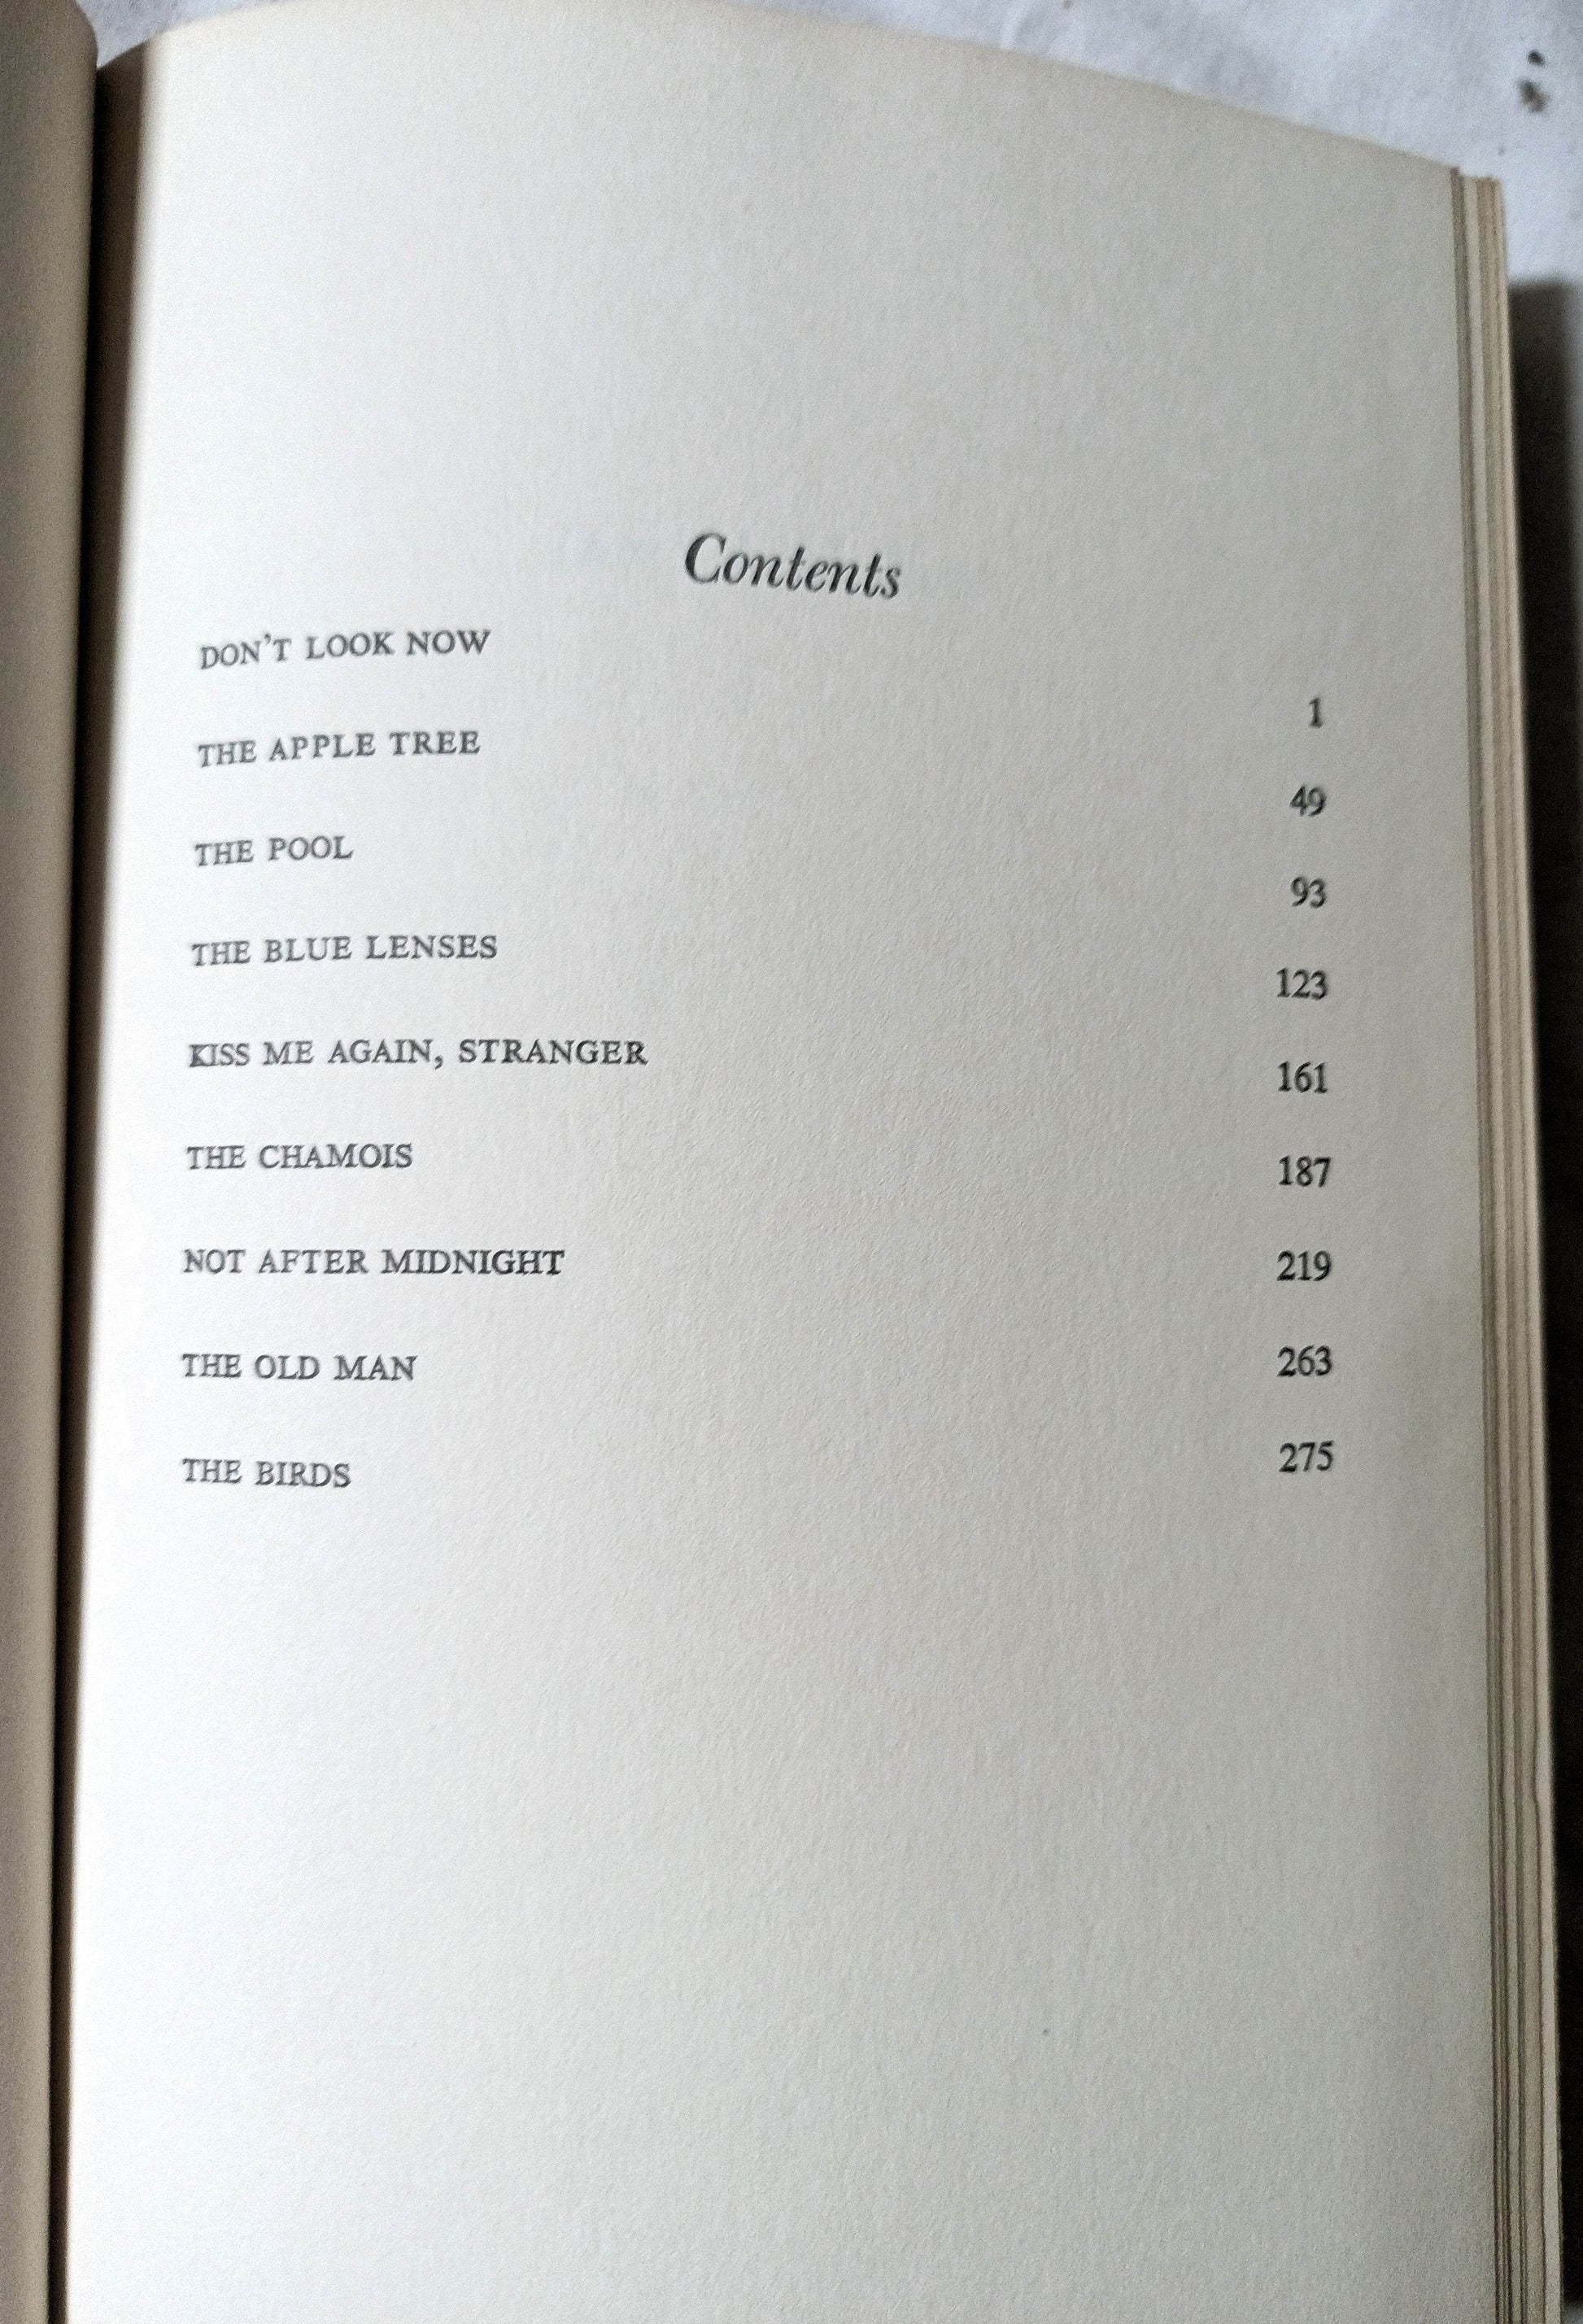 Contents
DON'T LOOK NOW 1
THE APPLE TREE 49
THE POOL 93
THE BLUE LENSES 123
KISS ME AGAIN, STRANGER 161
THE CHAMOIS 187
NOT AFTER MIDNIGHT 219
THE OLD MAN 263
THE BIRDS 275